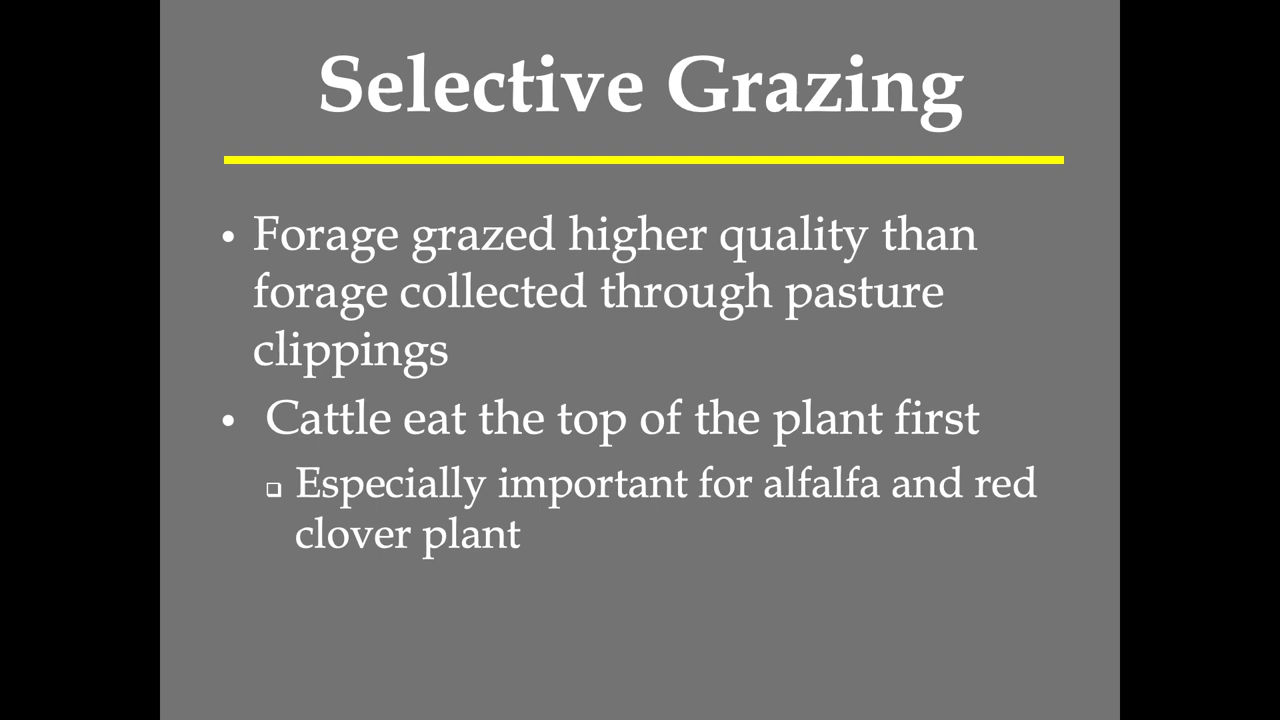 Selective Grazing
• Forage grazed higher quality than
forage collected through pasture
clippings
• Cattle eat the top of the plant first
❑ Especially important for alfalfa and red
clover plant